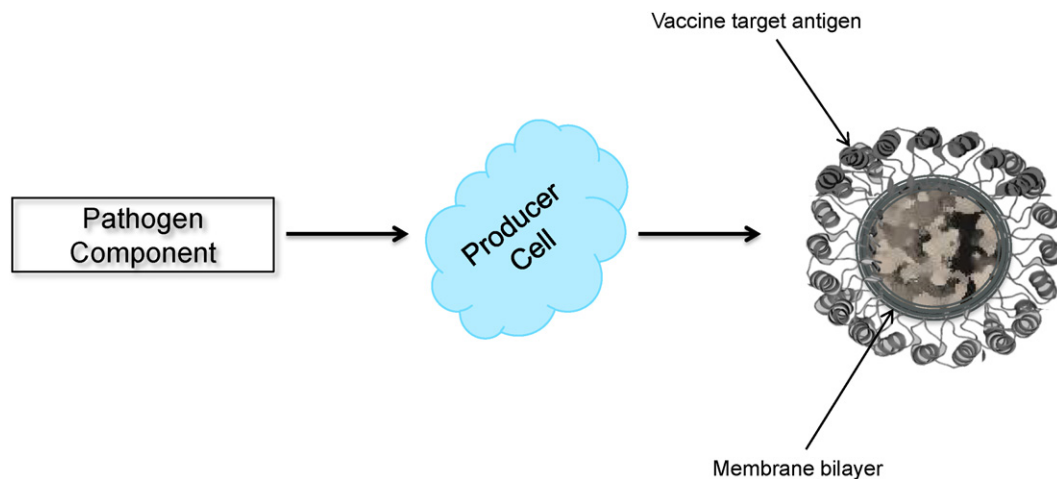 Vaccine target antigen
Pathogen
Component
Producer
Cell
Membrane bilayer